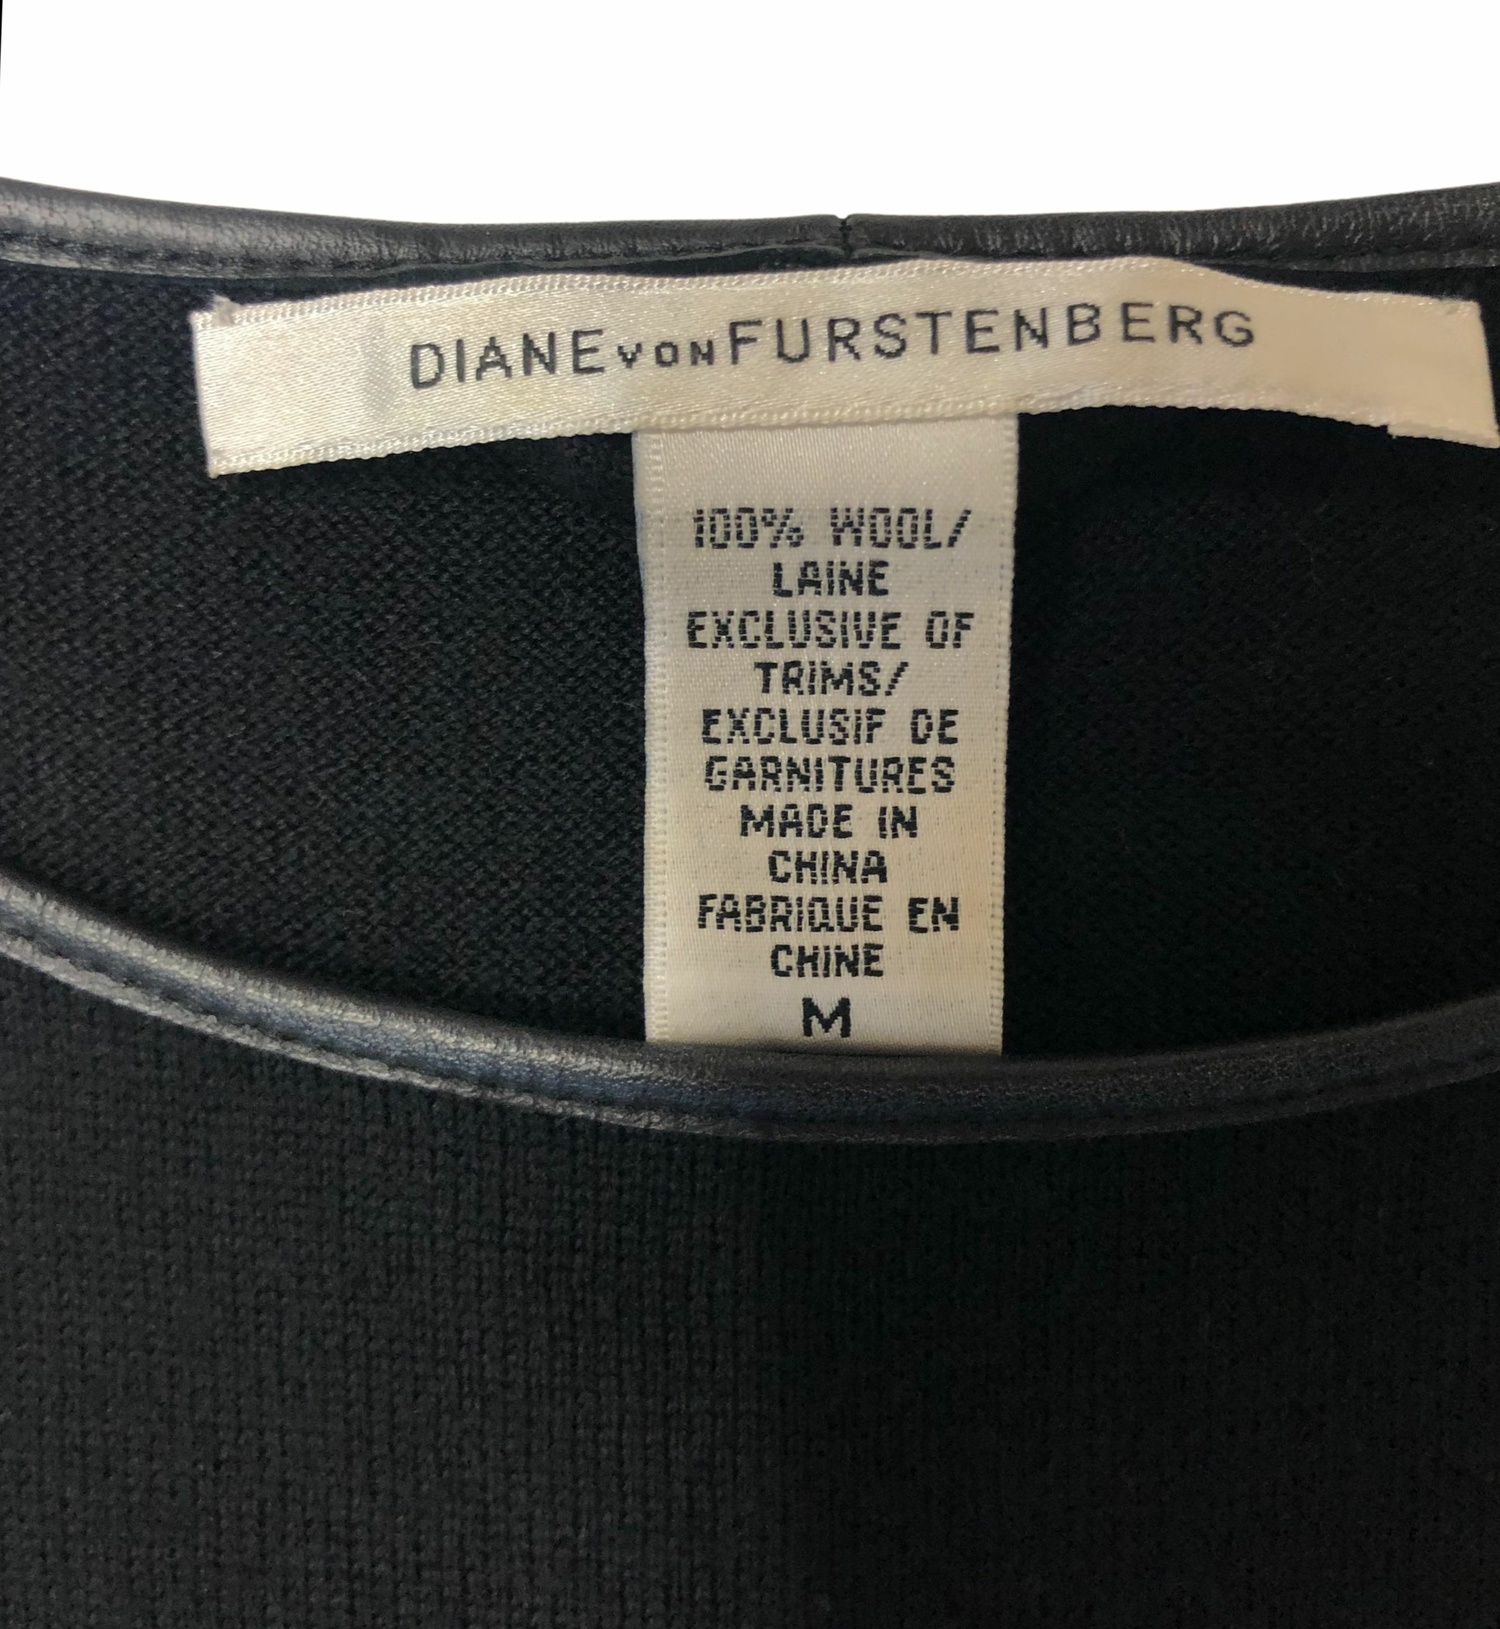 DIANE VON FURSTENBERG
100% WOOL/
LAINE
EXCLUSIVE OF
TRIMS/
EXCLUSIF DE
GARNITURES
MADE IN
CHINA
FABRIQUE EN
CHINE
M